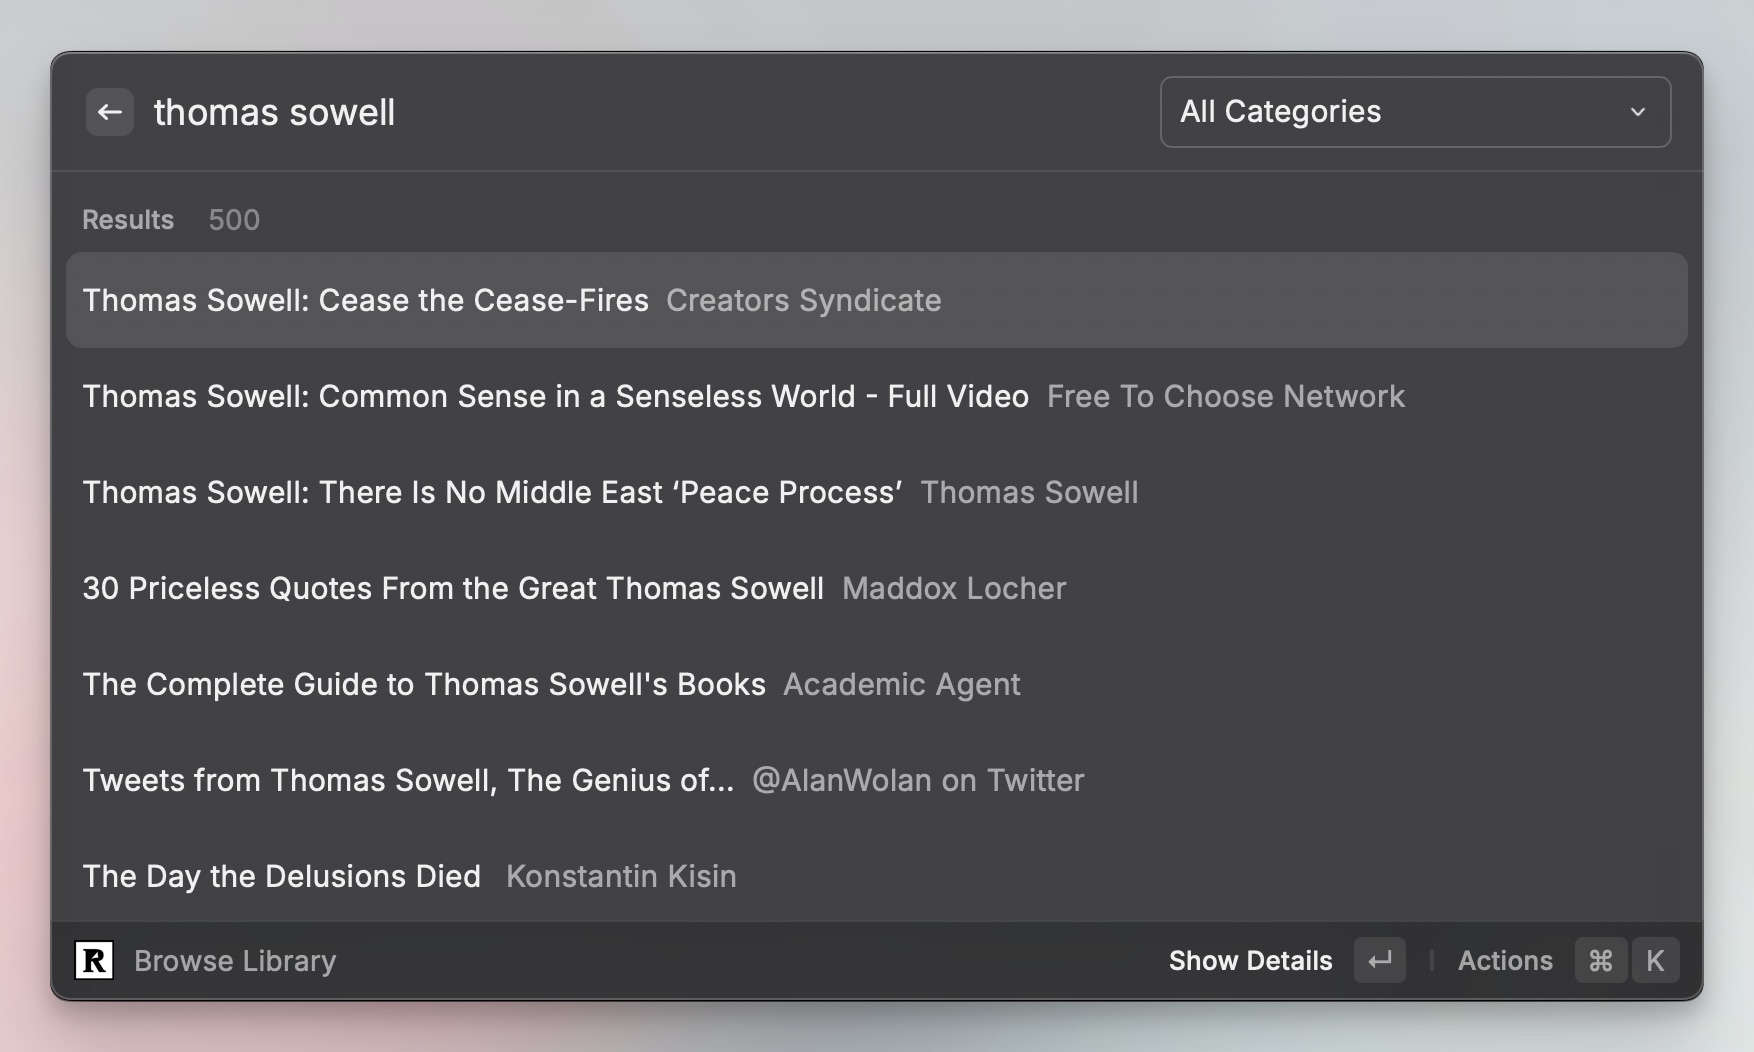 thomas sowell
All Categories
Results 500
Thomas Sowell: Cease the Cease-Fires Creators Syndicate
Thomas Sowell: Common Sense in a Senseless World - Full Video Free To Choose Network
Thomas Sowell: There Is No Middle East ‘Peace Process’ Thomas Sowell
30 Priceless Quotes From the Great Thomas Sowell Maddox Locher
The Complete Guide to Thomas Sowell's Books Academic Agent
Tweets from Thomas Sowell, The Genius of... @AlanWolan on Twitter
The Day the Delusions Died Konstantin Kisin
R Browse Library Show Details ↵ Actions ⌘ K